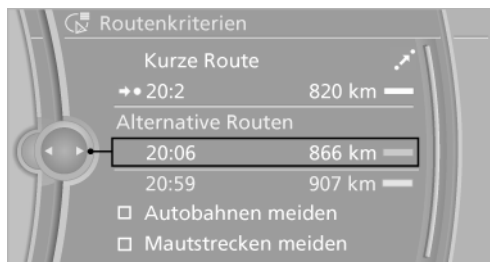 Routenkriterien
Kurze Route
20:2 820 km
Alternative Routen
20:06 866 km
20:59 907 km
Autobahnen meiden
Mautstrecken meiden